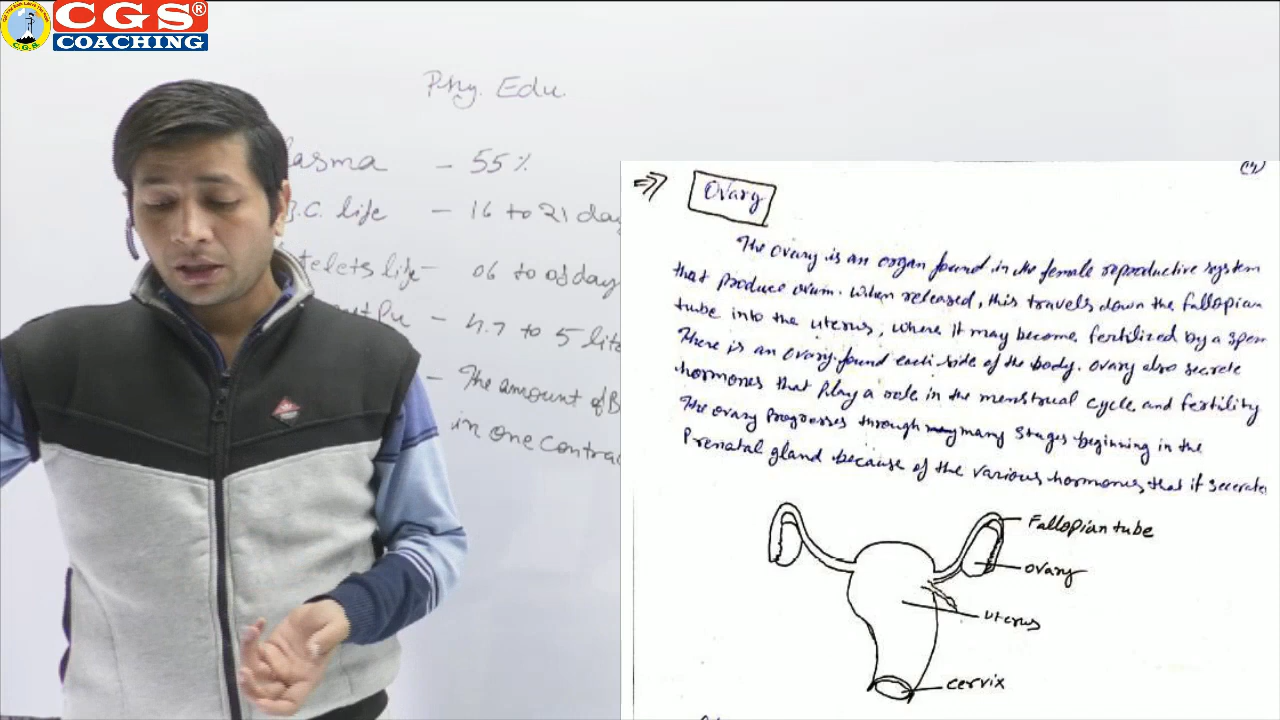 CGS
COACHING
C.G.S.
Phy. Edu.
lasma - 55%
.C. life - 16 to 21 day
telets life - 06 to 08 day
- 4.7 to 5 lit
- The amount of B
in one contrac
Ovary
The ovary is an organ found in the female reproductive system
that produce ovum. When released, this travels down the fallopian
tube into the uterus, where it may become fertilized by a sper
There is an ovary found each side of the body. Ovary also secrete
hormones that play a role in the menstrual cycle and fertility
The ovary progresses through many stages beginning in the
Prenatal gland because of the various hormones that it secerate
Fallopian tube
ovary
uterus
cervix